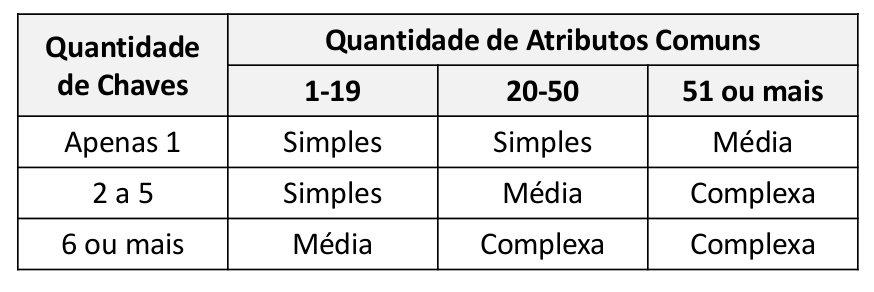 Quantidade de Chaves
Quantidade de Atributos Comuns
1-19 20-50 51 ou mais
Apenas 1 Simples Simples Média
2 a 5 Simples Média Complexa
6 ou mais Média Complexa Complexa